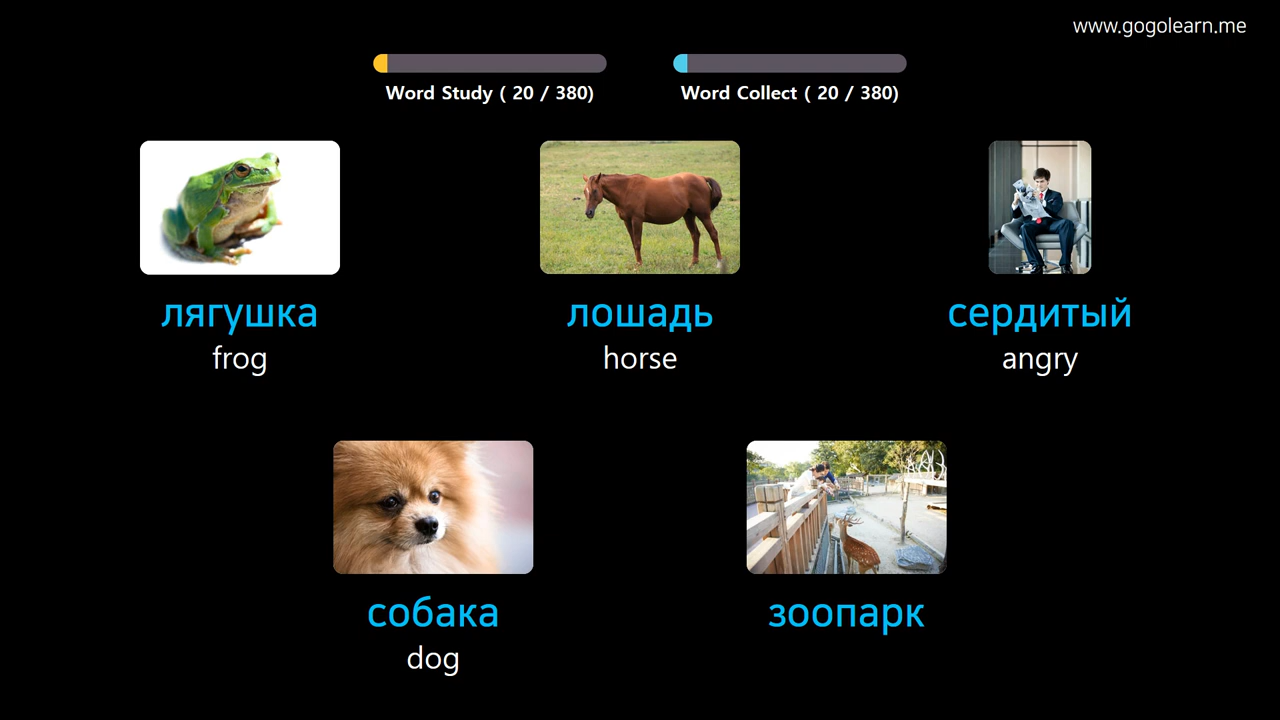 www.gogolearn.me
Word Study ( 20 / 380)
Word Collect ( 20 / 380)
лягушка
frog
лошадь
horse
сердитый
angry
собака
dog
зоопарк